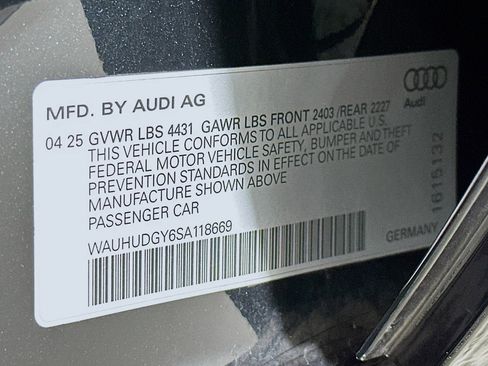 MFD. BY AUDI AG
Audi
04 25 GVWR LBS 4431 GAWR LBS FRONT 2403 /REAR 2227
THIS VEHICLE CONFORMS TO ALL APPLICABLE U.S.
FEDERAL MOTOR VEHICLE SAFETY, BUMPER AND THEFT
PREVENTION STANDARDS IN EFFECT ON THE DATE OF
MANUFACTURE SHOWN ABOVE
PASSENGER CAR
WAUHUDGY6SA118669
GERMANY
1615132